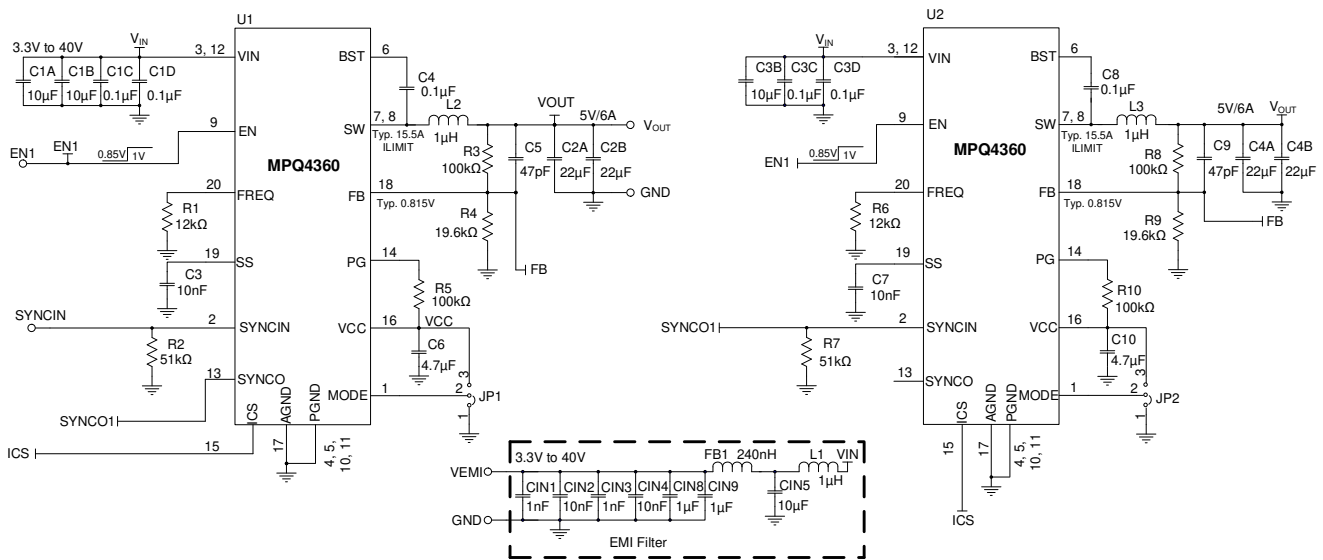 U1
3.3V to 40V
VIN
3, 12
VIN
BST
6
C1A
10µF
C1B
10µF
C1C
0.1µF
C1D
0.1µF
C4
0.1µF
L2
1µH
VOUT
5V/6A
VOUT
SW
7, 8
Typ. 15.5A
ILIMIT
EN1
EN1
0.85V
1V
9
EN
MPQ4360
R3
100kΩ
C5
47pF
C2A
22µF
C2B
22µF
GND
20
FREQ
R1
12kΩ
FB
18
Typ. 0.815V
R4
19.6kΩ
FB
19
SS
C3
10nF
PG
14
R5
100kΩ
SYNCIN
2
SYNCIN
R2
51kΩ
VCC
16
VCC
C6
4.7µF
13
SYNCO
SYNCO1
MODE
1
3
2
1
JP1
ICS
15
ICS
AGND
PGND
17
4, 5,
10, 11
U2
VIN
3, 12
VIN
BST
6
C3B
10µF
C3C
0.1µF
C3D
0.1µF
C8
0.1µF
L3
1µH
5V/6A
VOUT
SW
7, 8
Typ. 15.5A
ILIMIT
EN1
0.85V
1V
9
EN
MPQ4360
R8
100kΩ
C9
47pF
C4A
22µF
C4B
22µF
20
FREQ
R6
12kΩ
FB
18
Typ. 0.815V
R9
19.6kΩ
FB
19
SS
C7
10nF
PG
14
R10
100kΩ
SYNCO1
2
SYNCIN
R7
51kΩ
VCC
16
C10
4.7µF
13
SYNCO
MODE
1
3
2
1
JP2
ICS
15
ICS
AGND
PGND
17
4, 5,
10, 11
3.3V to 40V
VEMI
FB1
240nH
L1
1µH
VIN
CIN1
1nF
CIN2
10nF
CIN3
1nF
CIN4
10nF
CIN8
1µF
CIN9
1µF
CIN5
10µF
GND
EMI Filter